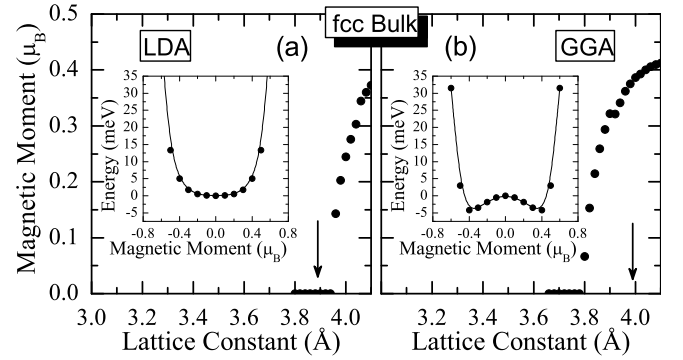 fcc Bulk
LDA
(a)
(b)
GGA
Magnetic Moment (μB)
0.5
0.4
0.3
0.2
0.1
0.0
35
30
25
20
15
10
5
0
-5
Energy (meV)
-0.8 -0.4 0.0 0.4 0.8
Magnetic Moment (μB)
35
30
25
20
15
10
5
0
-5
Energy (meV)
-0.8 -0.4 0.0 0.4 0.8
Magnetic Moment (μB)
3.0 3.2 3.4 3.6 3.8 4.0
3.2 3.4 3.6 3.8 4.0
Lattice Constant (Å)
Lattice Constant (Å)